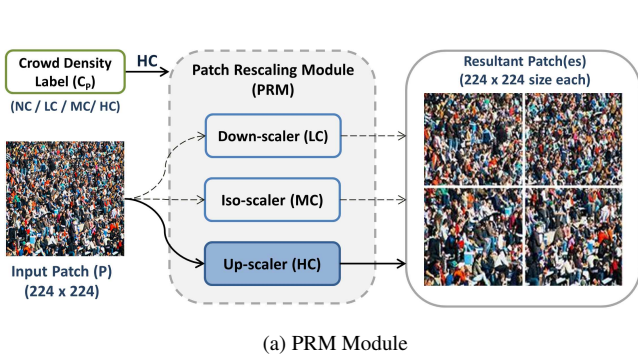 Crowd Density
Label (Cₚ)
(NC / LC / MC/ HC)
HC
Input Patch (P)
(224 x 224)
Patch Rescaling Module
(PRM)
Down-scaler (LC)
Iso-scaler (MC)
Up-scaler (HC)
Resultant Patch(es)
(224 x 224 size each)
(a) PRM Module